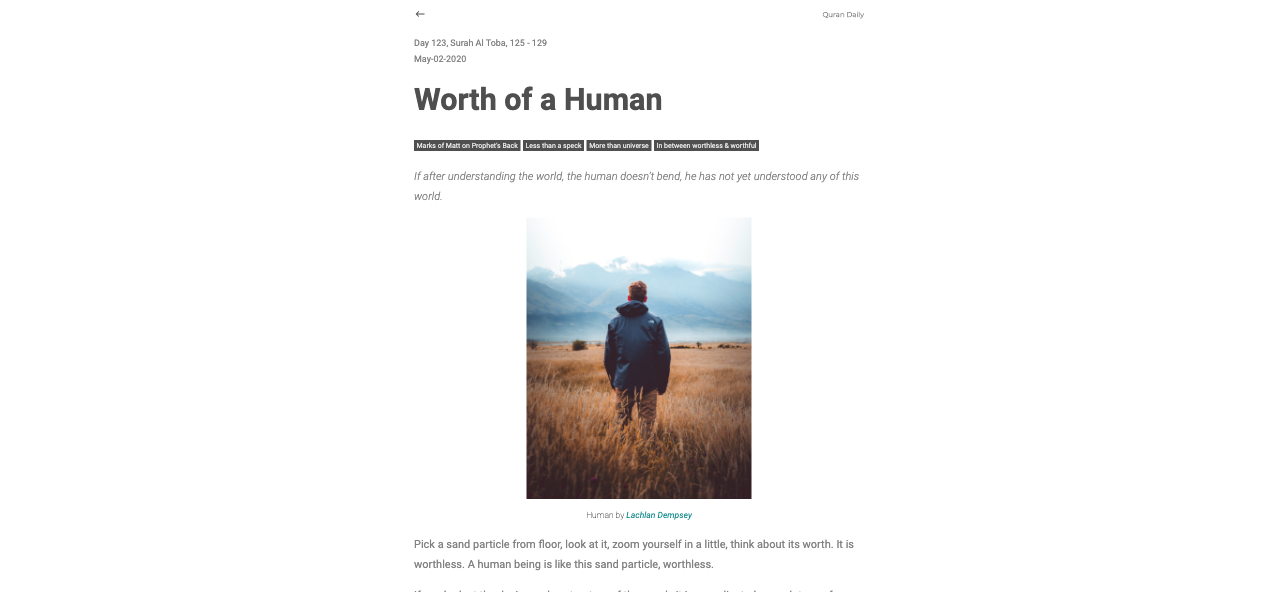 ←
Quran Daily
Day 123, Surah Al Toba, 125 - 129
May-02-2020
Worth of a Human
Marks of Matt on Prophet's Back Less than a speck More than universe In between worthless & worthful
If after understanding the world, the human doesn't bend, he has not yet understood any of this
world.
Human by Lachlan Dempsey
Pick a sand particle from floor, look at it, zoom yourself in a little, think about its worth. It is
worthless. A human being is like this sand particle, worthless.